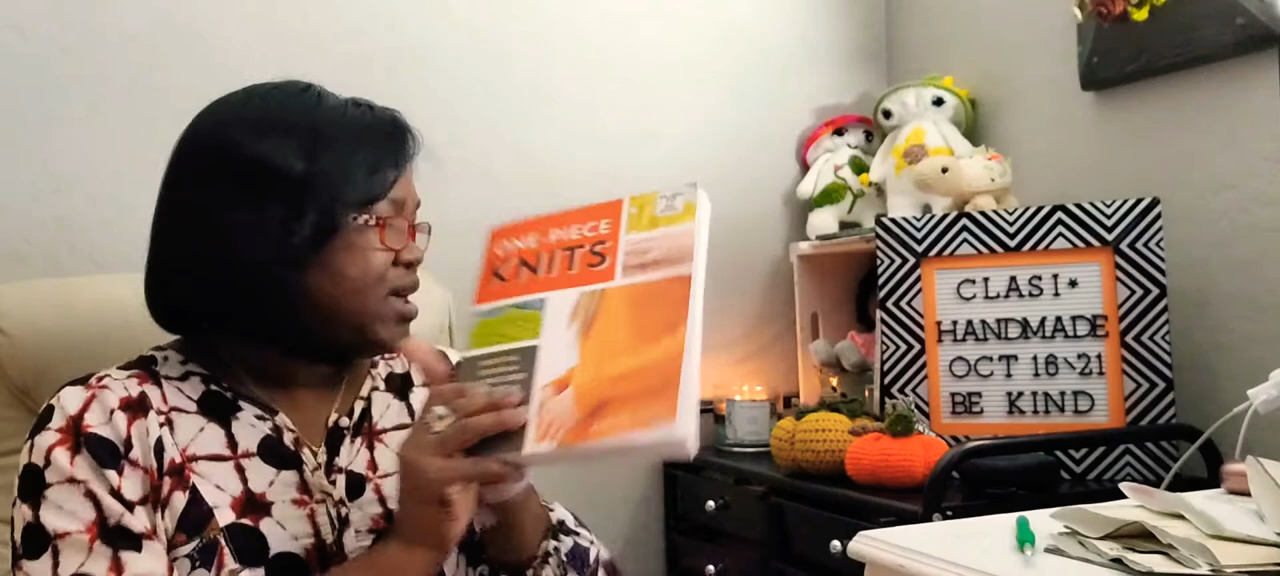 ONE-PIECE
KNITS
CLASI*
HANDMADE
OCT 16\21
BE KIND